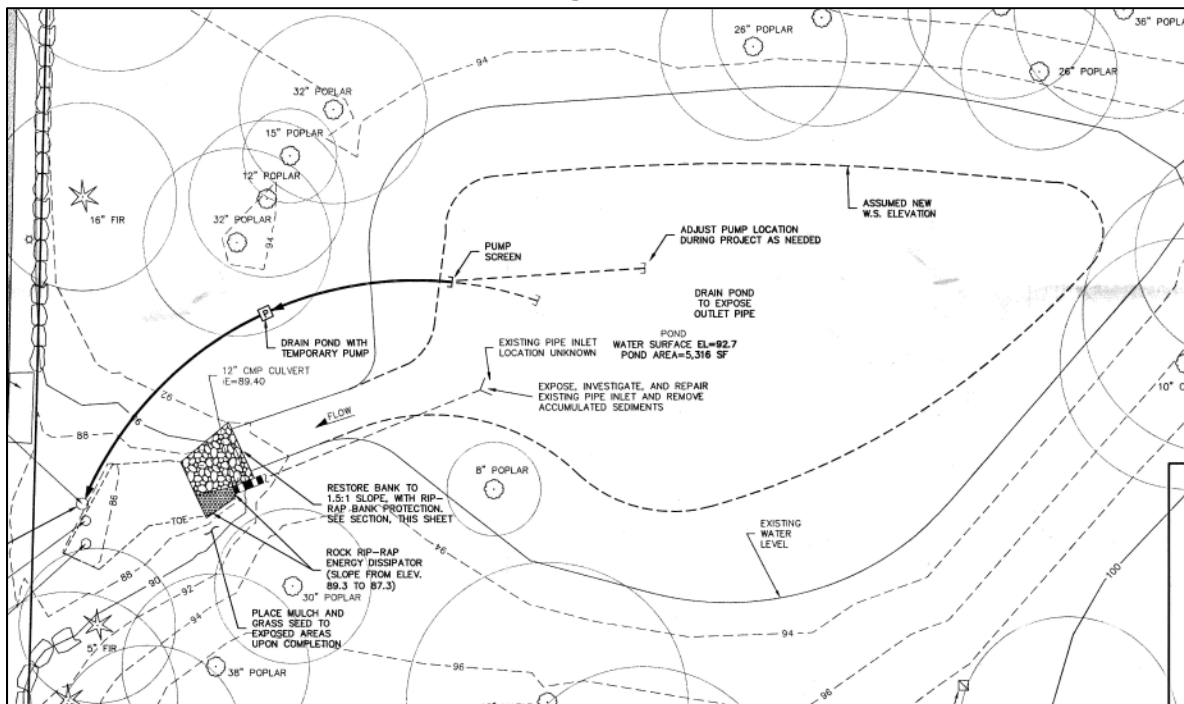 36" POPLAR
26" POPLAR
26" POPLAR
94
32" POPLAR
15" POPLAR
12" POPLAR
32" POPLAR
94
16" FIR
ASSUMED NEW
W.S. ELEVATION
ADJUST PUMP LOCATION
DURING PROJECT AS NEEDED
PUMP
SCREEN
DRAIN POND
TO EXPOSE
OUTLET PIPE
P
DRAIN POND WITH
TEMPORARY PUMP
EXISTING PIPE INLET
LOCATION UNKNOWN
POND
WATER SURFACE EL=92.7
POND AREA=5,316 SF
12" CMP CULVERT
IE=89.40
EXPOSE, INVESTIGATE, AND REPAIR
EXISTING PIPE INLET AND REMOVE
ACCUMULATED SEDIMENTS
92
FLOW
88
8" POPLAR
86
RESTORE BANK TO
1.5:1 SLOPE, WITH RIP-
RAP BANK PROTECTION.
SEE SECTION, THIS SHEET
TOE
EXISTING
WATER
LEVEL
94
ROCK RIP-RAP
ENERGY DISSIPATOR
(SLOPE FROM ELEV.
89.3 TO 87.3)
88
90
92
94
30" POPLAR
PLACE MULCH AND
GRASS SEED TO
EXPOSED AREAS
UPON COMPLETION
5" FIR
38" POPLAR
94
96
96
100